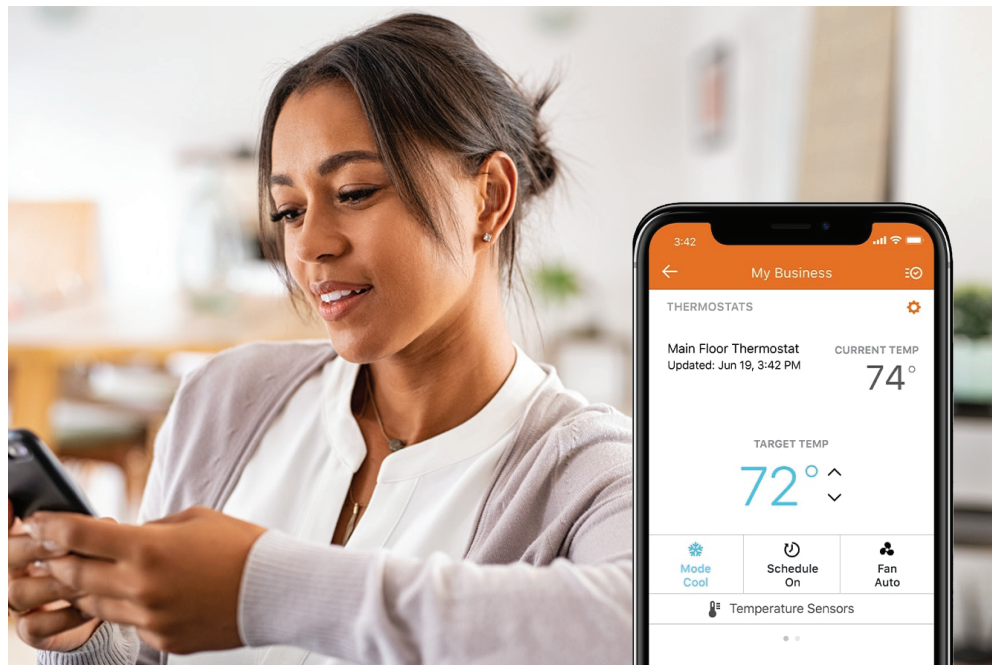 3:42
My Business
THERMOSTATS
Main Floor Thermostat
Updated: Jun 19, 3:42 PM
CURRENT TEMP
74°
TARGET TEMP
72°
Mode
Cool
Schedule
On
Fan
Auto
Temperature Sensors